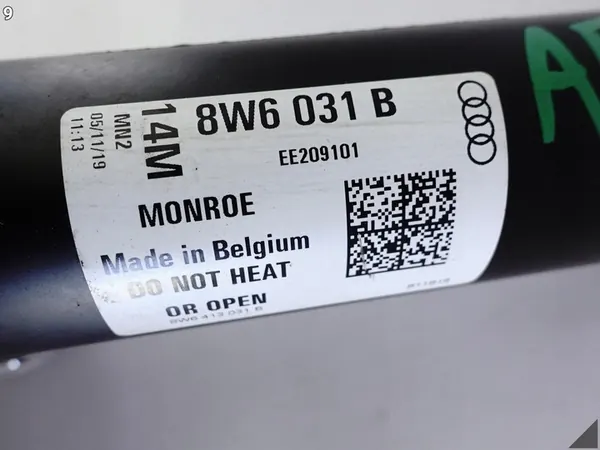 9
8W6 031 B
EE209101
14M
MN2
05/11/19
11:13
MONROE
Made in Belgium
DO NOT HEAT
OR OPEN
8W6 413 031 B